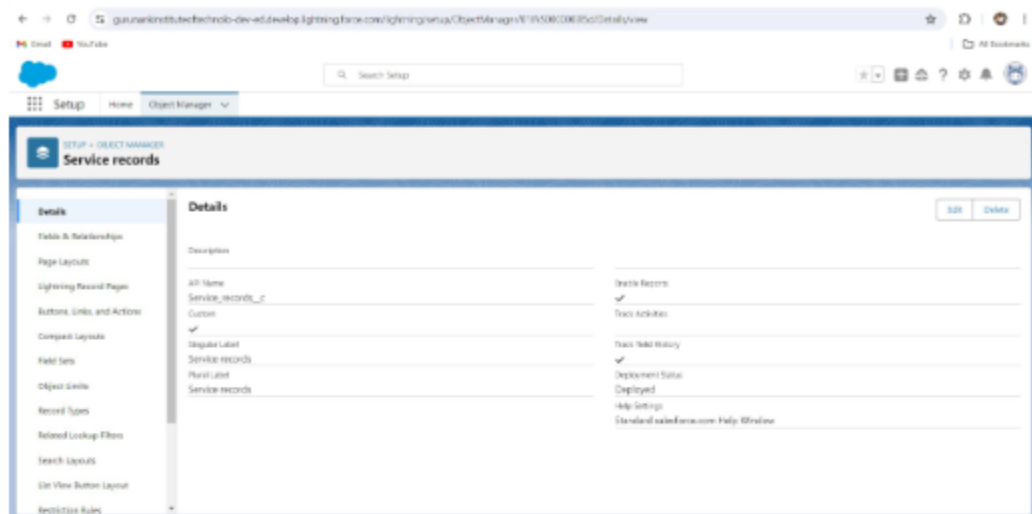 Gmail YouTube All Bookmarks
Search Setup
Setup Home Object Manager
SETUP > OBJECT MANAGER
Service records
Details
Fields & Relationships
Page Layouts
Lightning Record Pages
Buttons, Links, and Actions
Compact Layouts
Field Sets
Object Limits
Record Types
Related Lookup Filters
Search Layouts
List View Button Layout
Restriction Rules
Details
Edit Delete
Description
API Name
Service_records__c
Custom
Singular Label
Service records
Plural Label
Service records
Enable Reports
Track Activities
Track Field History
Deployment Status
Deployed
Help Settings
Standard salesforce.com Help Window